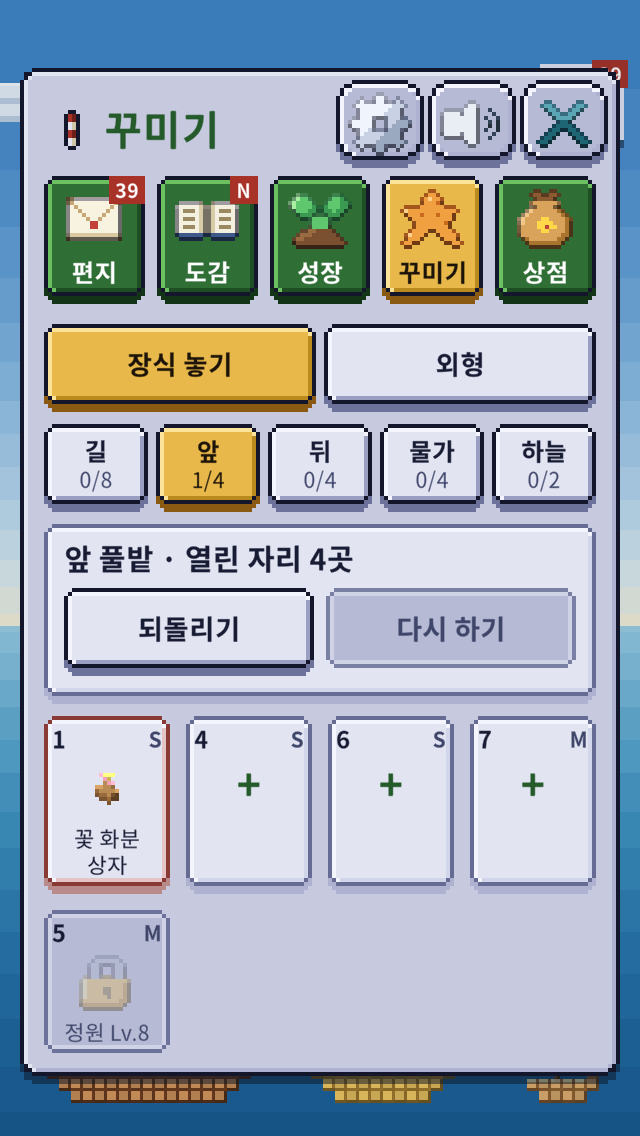 꾸미기
39
N
편지
도감
성장
꾸미기
상점
장식 놓기
외형
길
0/8
앞
1/4
뒤
0/4
물가
0/4
하늘
0/2
앞 풀밭 · 열린 자리 4곳
되돌리기
다시 하기
1 S
꽃 화분
상자
4 S
+
6 S
+
7 M
+
5 M
정원 Lv.8